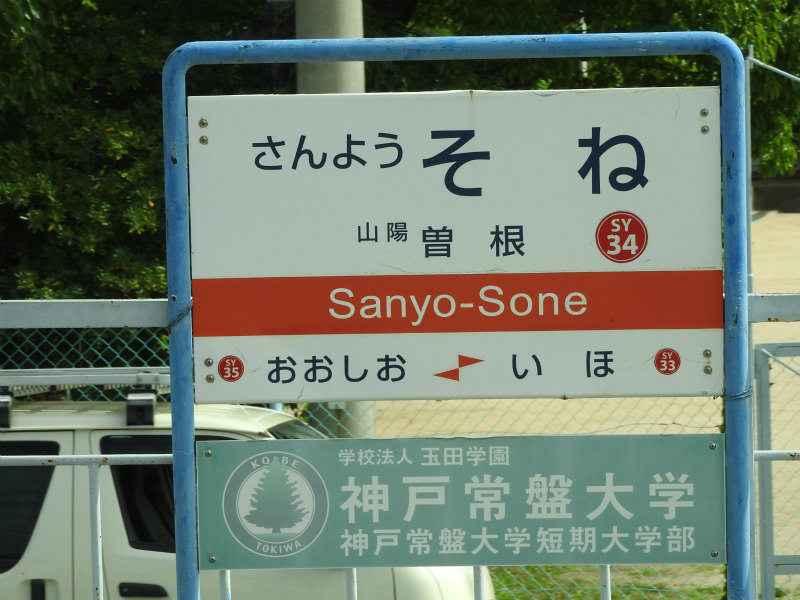 さんよう そ ね
山陽 曽 根 SY 34
Sanyo-Sone
SY 35 おおしお い ほ SY 33
学校法人 玉田学園
KOBE
神戸常盤大学
TOKIWA
神戸常盤大学短期大学部